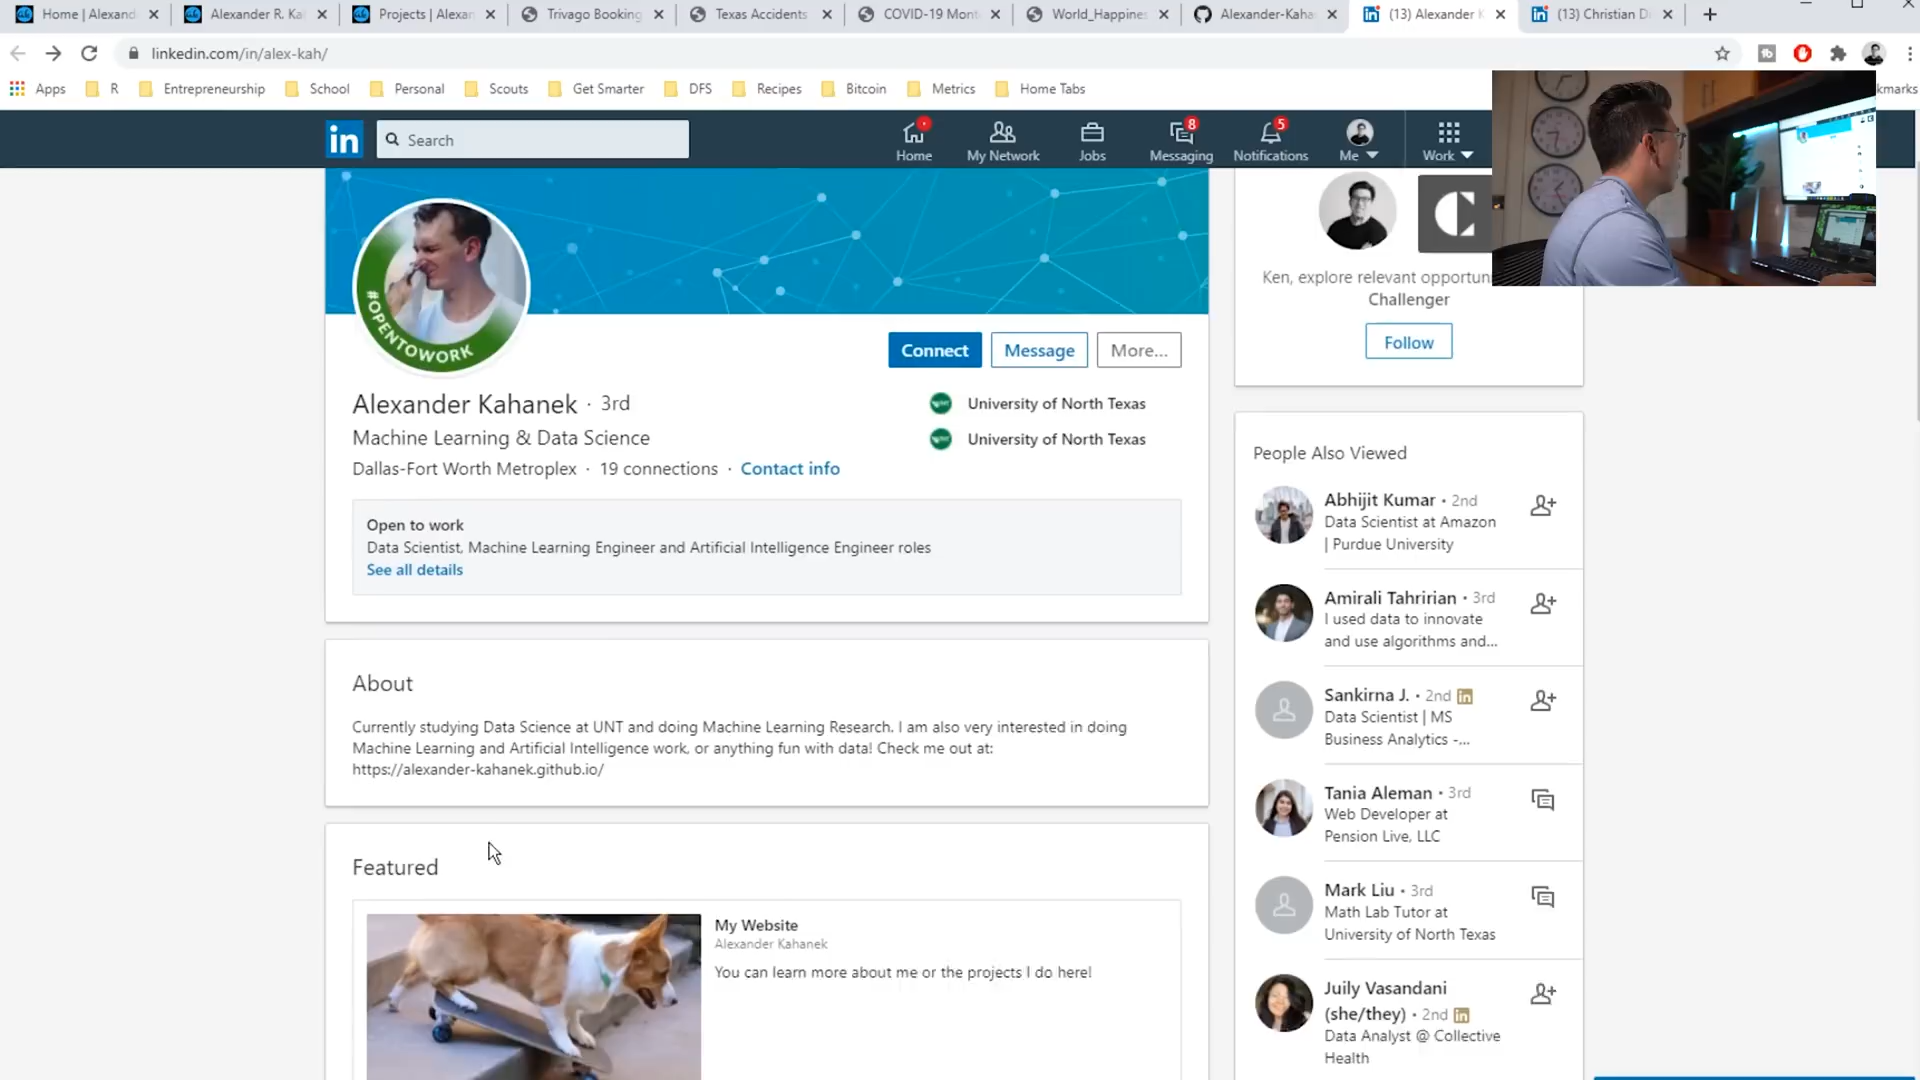 Home | Alexand
Alexander R. Ka
Projects | Alexan
Trivago Booking
Texas Accidents
COVID-19 Mont
World_Happines
Alexander-Kaha
(13) Alexander K
(13) Christian D
linkedin.com/in/alex-kah/
Apps
R
Entrepreneurship
School
Personal
Scouts
Get Smarter
DFS
Recipes
Bitcoin
Metrics
Home Tabs
kmarks
in
Search
Home
My Network
Jobs
8
Messaging
5
Notifications
Me
Work
#OPENTOWORK
Connect
Message
More...
Alexander Kahanek · 3rd
Machine Learning & Data Science
Dallas-Fort Worth Metroplex · 19 connections · Contact info
University of North Texas
University of North Texas
Open to work
Data Scientist, Machine Learning Engineer and Artificial Intelligence Engineer roles
See all details
About
Currently studying Data Science at UNT and doing Machine Learning Research. I am also very interested in doing
Machine Learning and Artificial Intelligence work, or anything fun with data! Check me out at:
https://alexander-kahanek.github.io/
Featured
My Website
Alexander Kahanek
You can learn more about me or the projects I do here!
Ken, explore relevant opportun
Challenger
Follow
People Also Viewed
Abhijit Kumar • 2nd
Data Scientist at Amazon
| Purdue University
Amirali Tahririan • 3rd
I used data to innovate
and use algorithms and...
Sankirna J. • 2nd in
Data Scientist | MS
Business Analytics -...
Tania Aleman • 3rd
Web Developer at
Pension Live, LLC
Mark Liu • 3rd
Math Lab Tutor at
University of North Texas
Juily Vasandani
(she/they) • 2nd in
Data Analyst @ Collective
Health